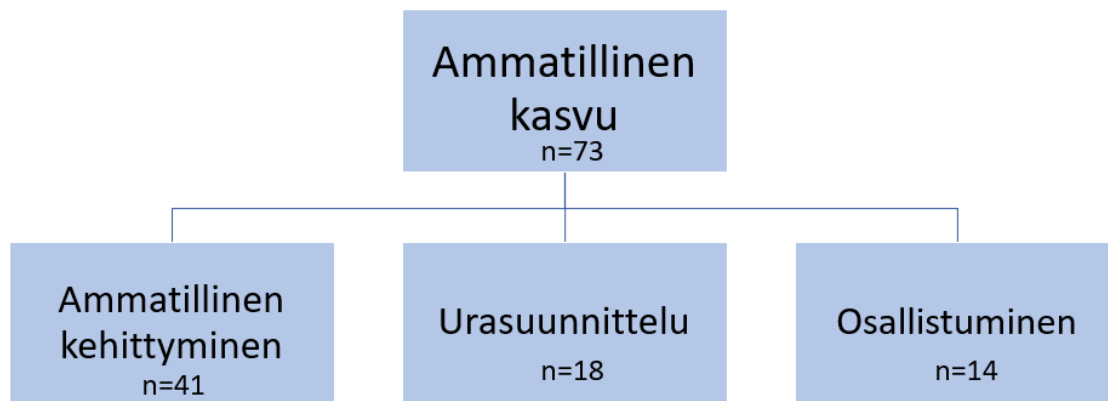 Ammatillinen
kasvu
n=73
Ammatillinen
kehittyminen
n=41
Urasuunnittelu
n=18
Osallistuminen
n=14